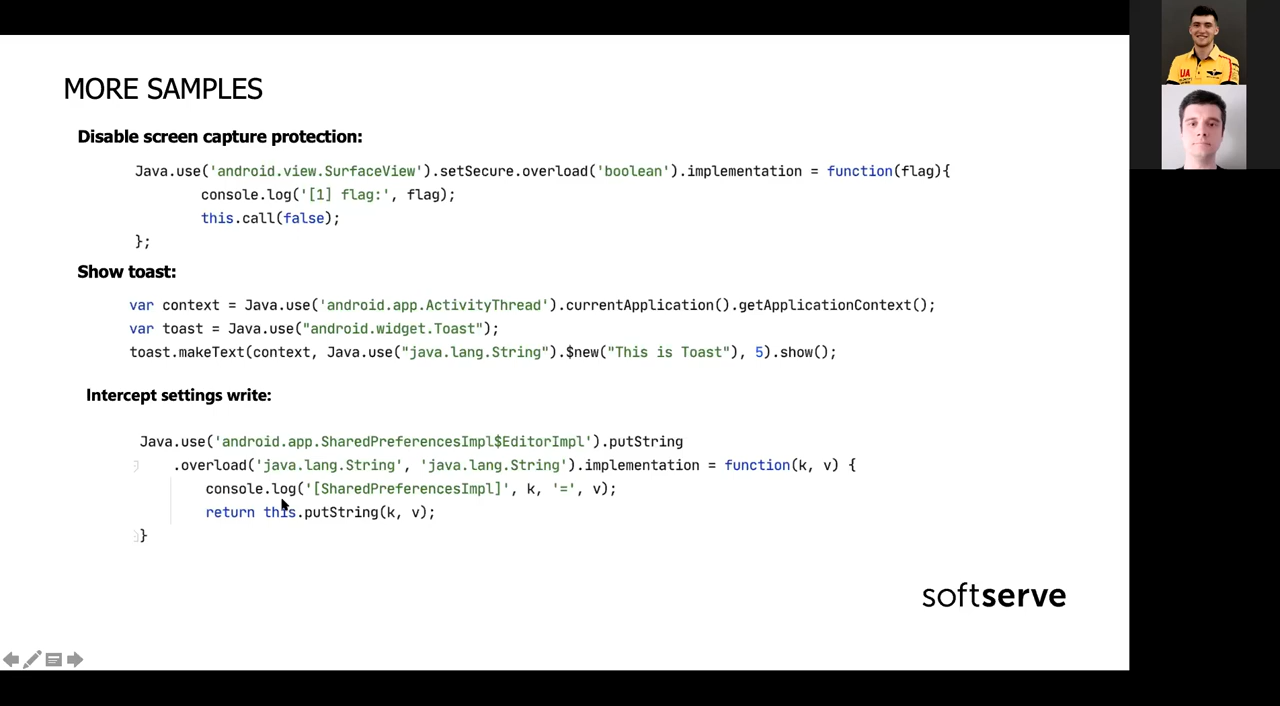 MORE SAMPLES
Disable screen capture protection:
Java.use('android.view.SurfaceView').setSecure.overload('boolean').implementation = function(flag){
console.log('[1] flag:', flag);
this.call(false);
};
Show toast:
var context = Java.use('android.app.ActivityThread').currentApplication().getApplicationContext();
var toast = Java.use("android.widget.Toast");
toast.makeText(context, Java.use("java.lang.String").$new("This is Toast"), 5).show();
Intercept settings write:
Java.use('android.app.SharedPreferencesImpl$EditorImpl').putString
.overload('java.lang.String', 'java.lang.String').implementation = function(k, v) {
console.log('[SharedPreferencesImpl]', k, '=', v);
return this.putString(k, v);
}
softserve
UA